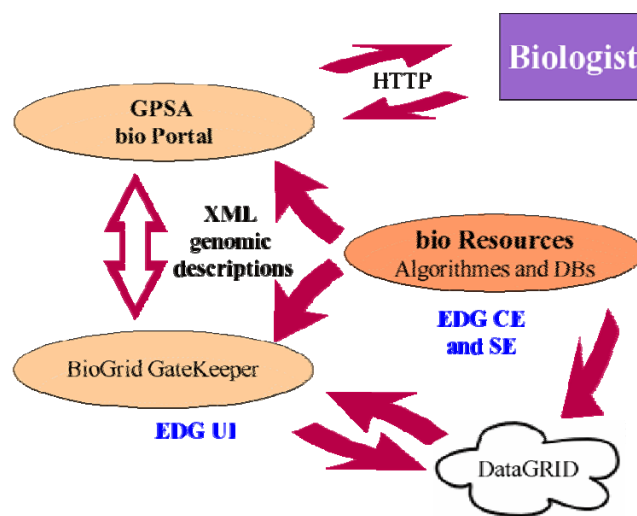 Biologist
HTTP
GPSA
bio Portal
XML
genomic
descriptions
bio Resources
Algorithmes and DBs
EDG CE
and SE
BioGrid GateKeeper
EDG UI
DataGRID